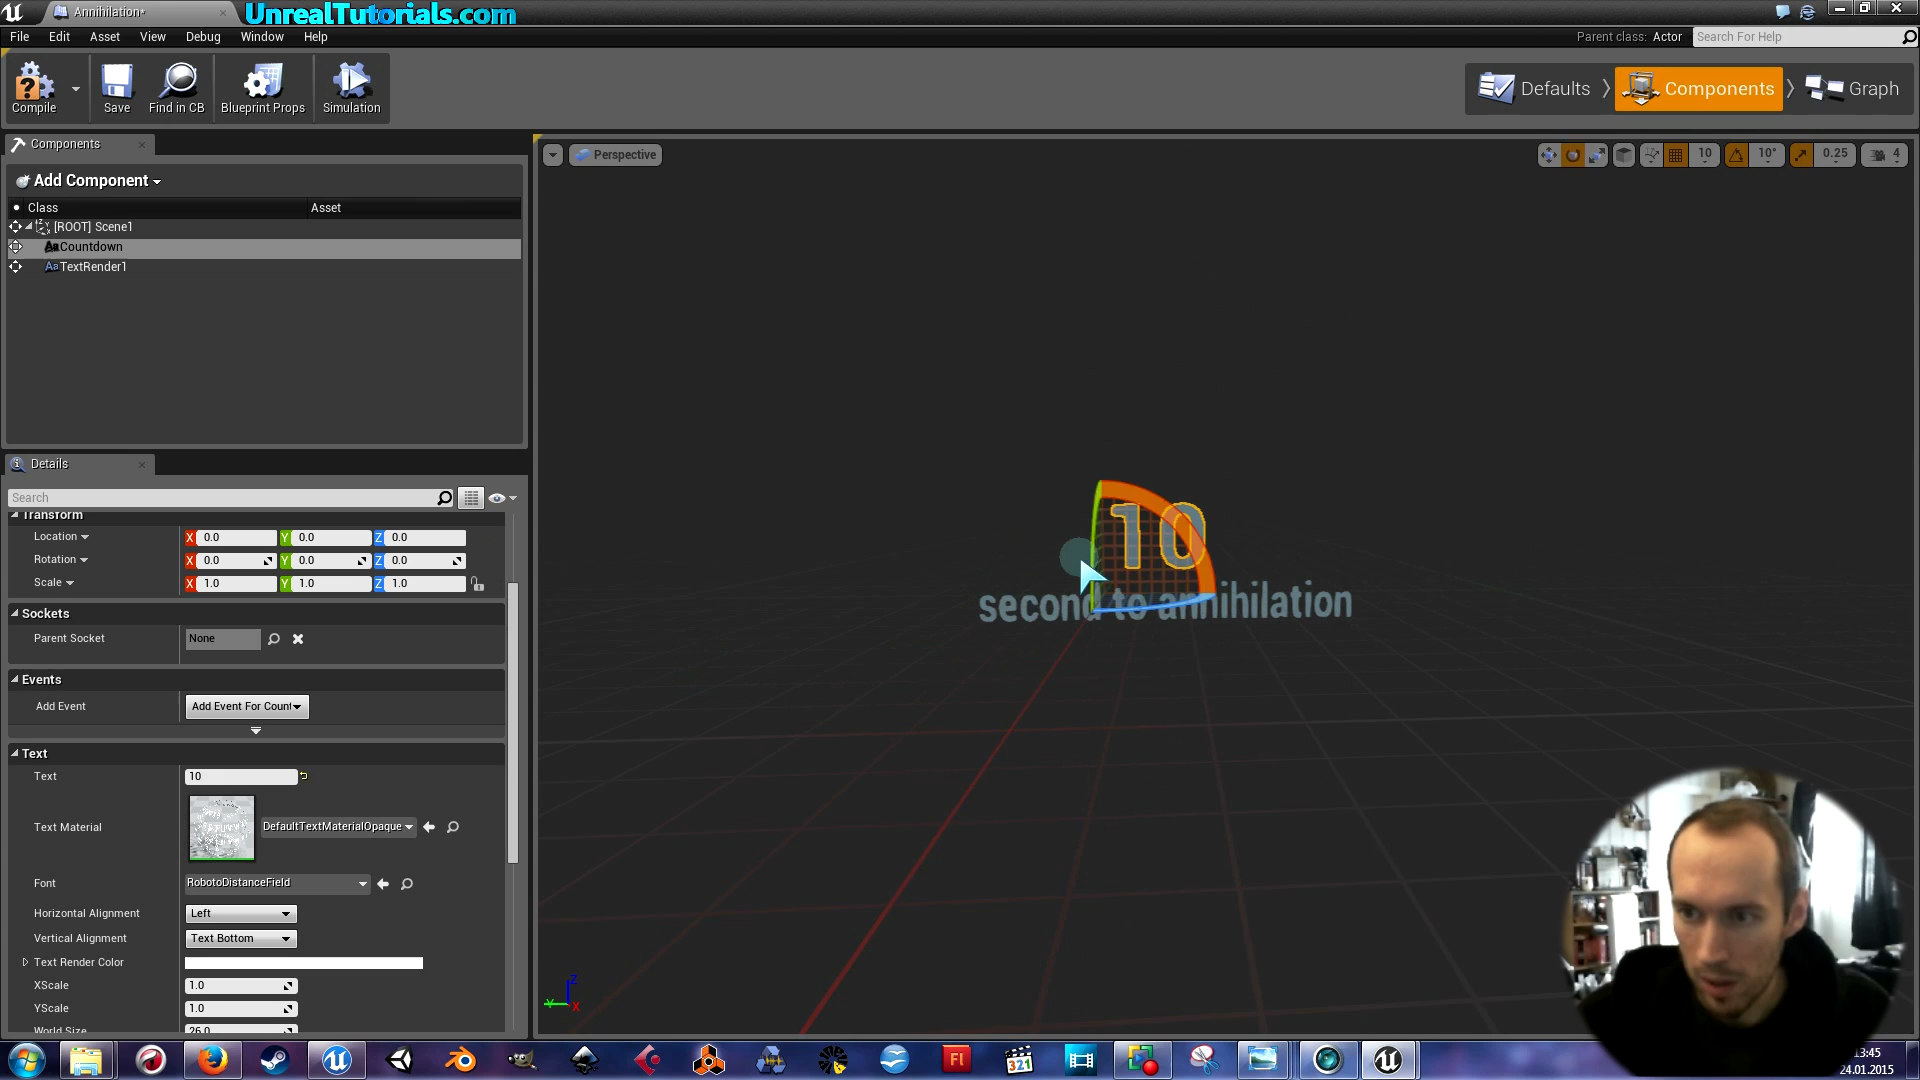 Annihilation*
UnrealTutorials.com
File Edit Asset View Debug Window Help
Parent class: Actor
Search For Help
Compile
Save
Find in CB
Blueprint Props
Simulation
Defaults
Components
Graph
Components
Add Component
Class
Asset
[ROOT] Scene1
AaCountdown
AaTextRender1
Perspective
10
10°
0.25
4
Details
Search
Transform
Location X 0.0 Y 0.0 Z 0.0
Rotation X 0.0 Y 0.0 Z 0.0
Scale X 1.0 Y 1.0 Z 1.0
Sockets
Parent Socket None
Events
Add Event Add Event For Count
Text
Text 10
Text Material DefaultTextMaterialOpaque
Font RobotoDistanceField
Horizontal Alignment Left
Vertical Alignment Text Bottom
Text Render Color
XScale 1.0
YScale 1.0
World Size 26.0
10
second to annihilation
Z
Y
X
Fl
321
13:45
24.01.2015